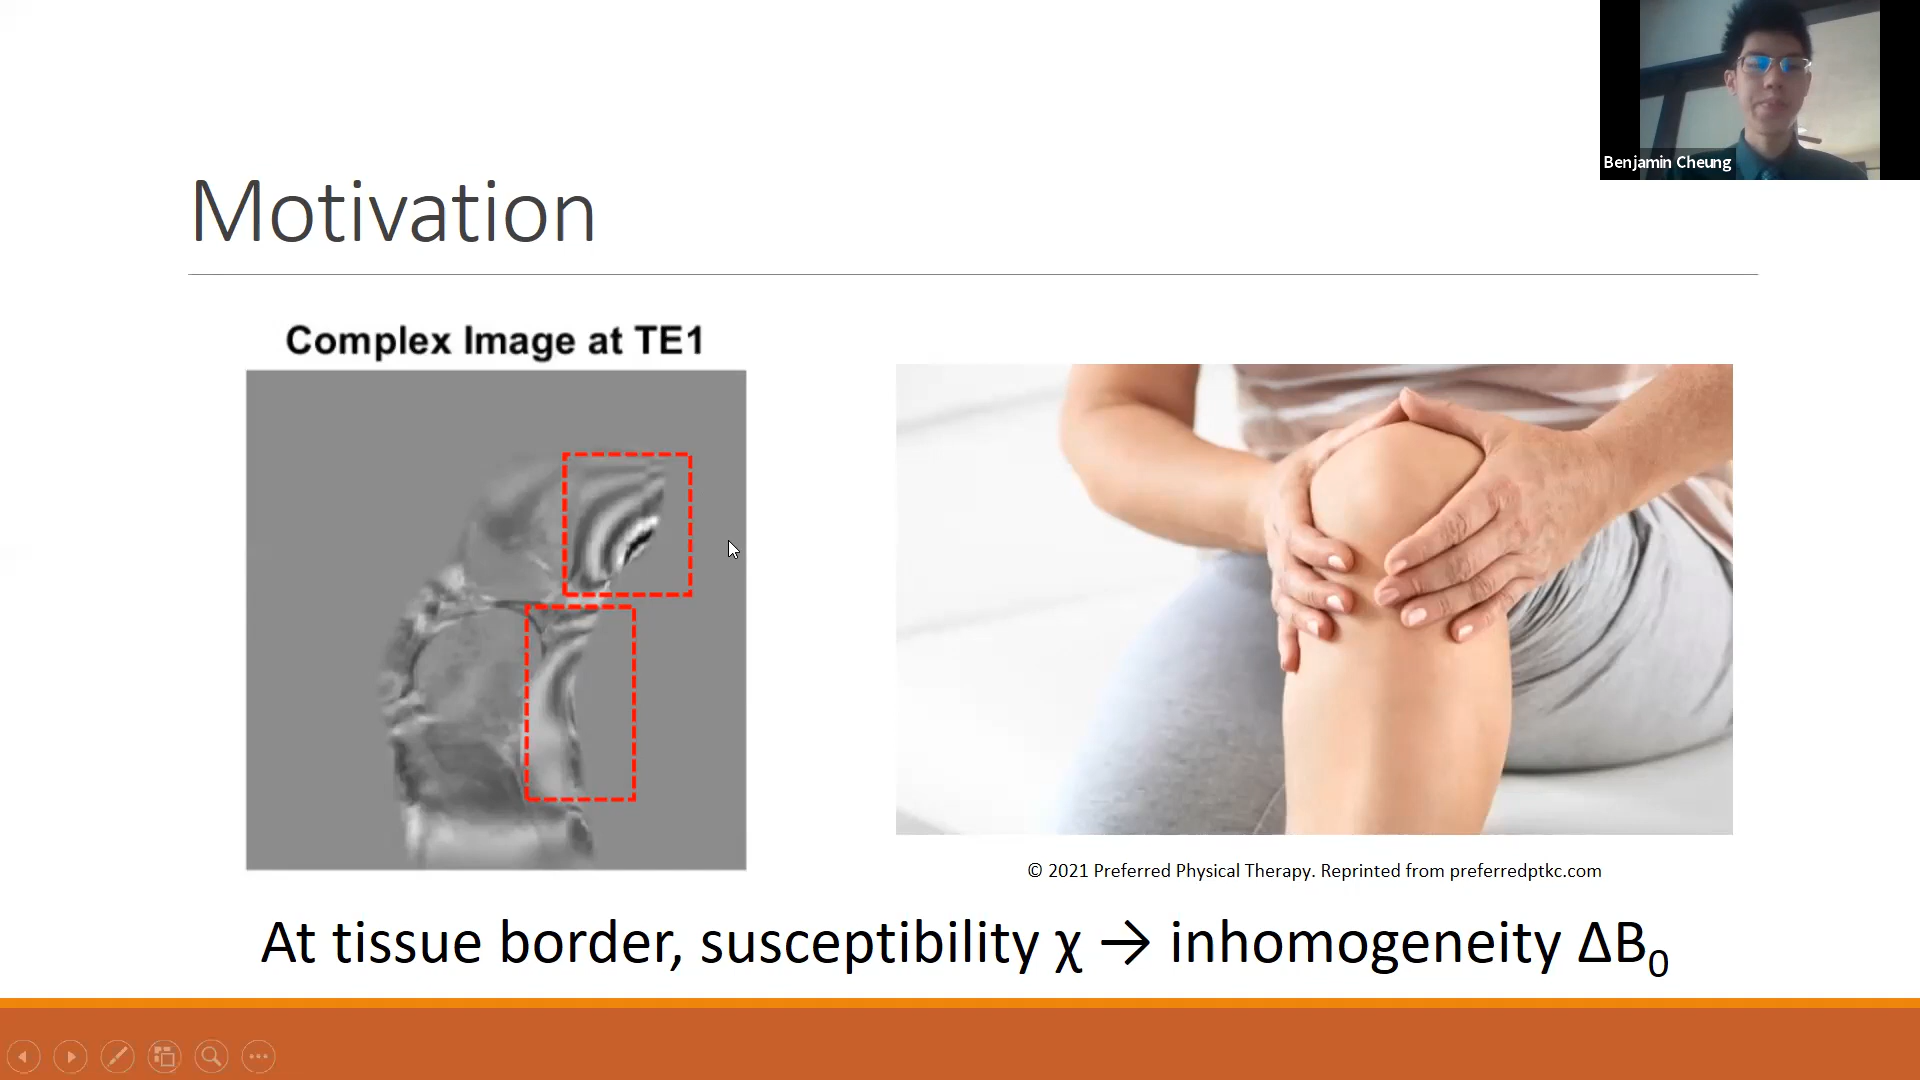 Benjamin Cheung
Motivation
Complex Image at TE1
© 2021 Preferred Physical Therapy. Reprinted from preferredptkc.com
At tissue border, susceptibility χ → inhomogeneity ΔB₀